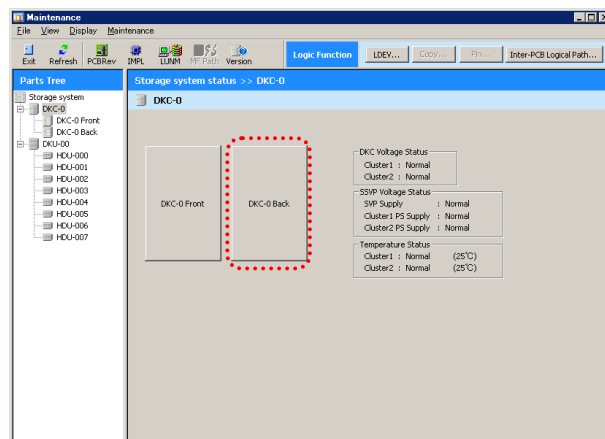 Maintenance
File View Display Maintenance
Exit Refresh PCBRev IMPL LUNM MF Path Version Logic Function LDEV... Copy... Pin... Inter-PCB Logical Path...
Parts Tree
Storage system status >> DKC-0
Storage system
DKC-0
DKC-0 Front
DKC-0 Back
DKU-00
HDU-000
HDU-001
HDU-002
HDU-003
HDU-004
HDU-005
HDU-006
HDU-007
DKC-0
DKC-0 Front
DKC-0 Back
DKC Voltage Status
Cluster1 : Normal
Cluster2 : Normal
SSVP Voltage Status
SVP Supply : Normal
Cluster1 PS Supply : Normal
Cluster2 PS Supply : Normal
Temperature Status
Cluster1 : Normal (25℃)
Cluster2 : Normal (25℃)